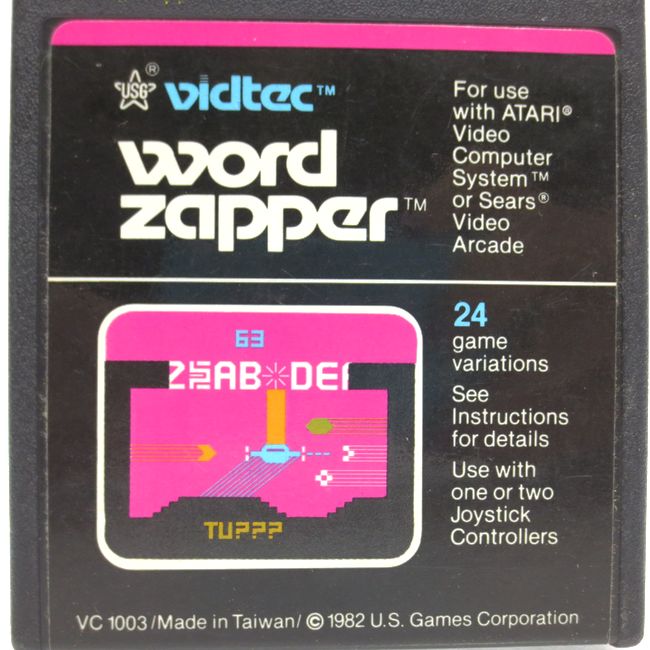 USG® vidtec™
word
zapper™
For use
with ATARI®
Video
Computer
System™
or Sears®
Video
Arcade
63
AB DEF
TU???
24
game
variations
See
Instructions
for details
Use with
one or two
Joystick
Controllers
VC 1003/Made in Taiwan/ © 1982 U.S. Games Corporation